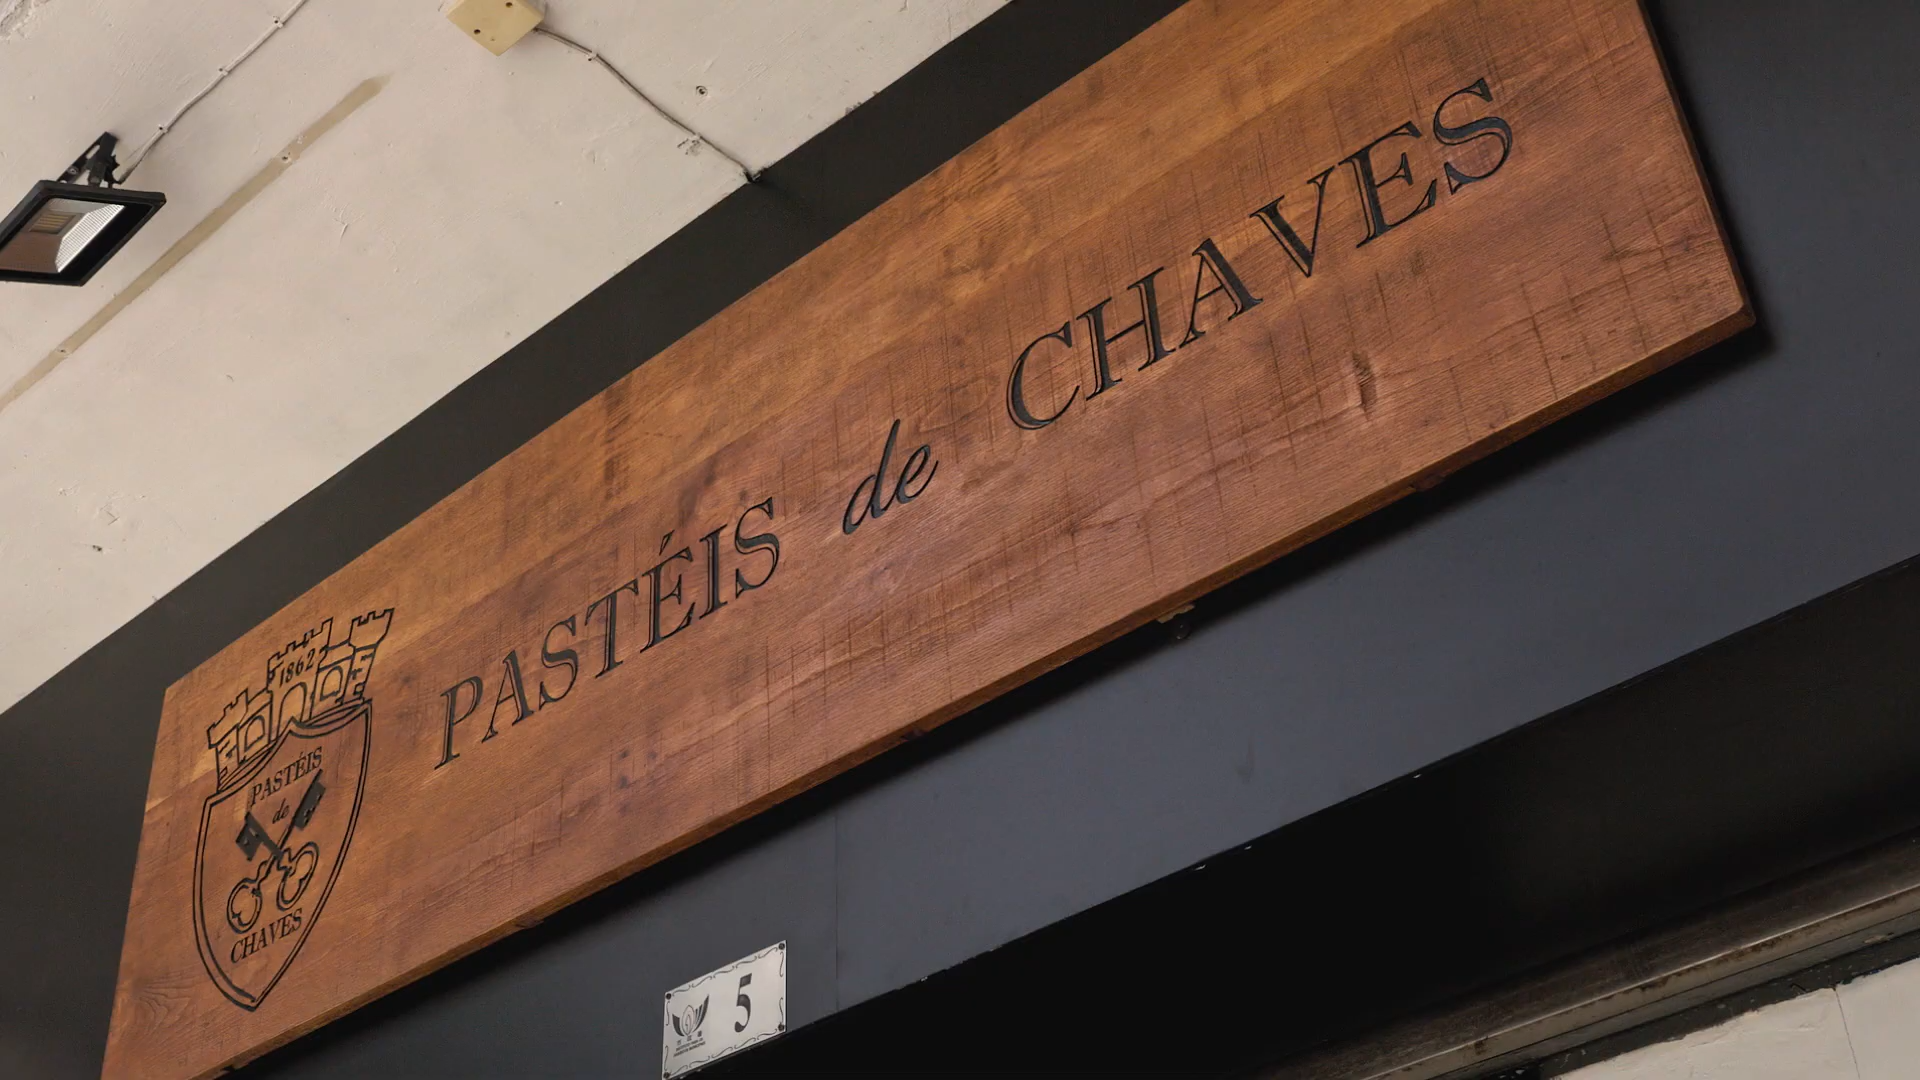 PASTÉIS de CHAVES
1862
PASTÉIS
de
CHAVES
5